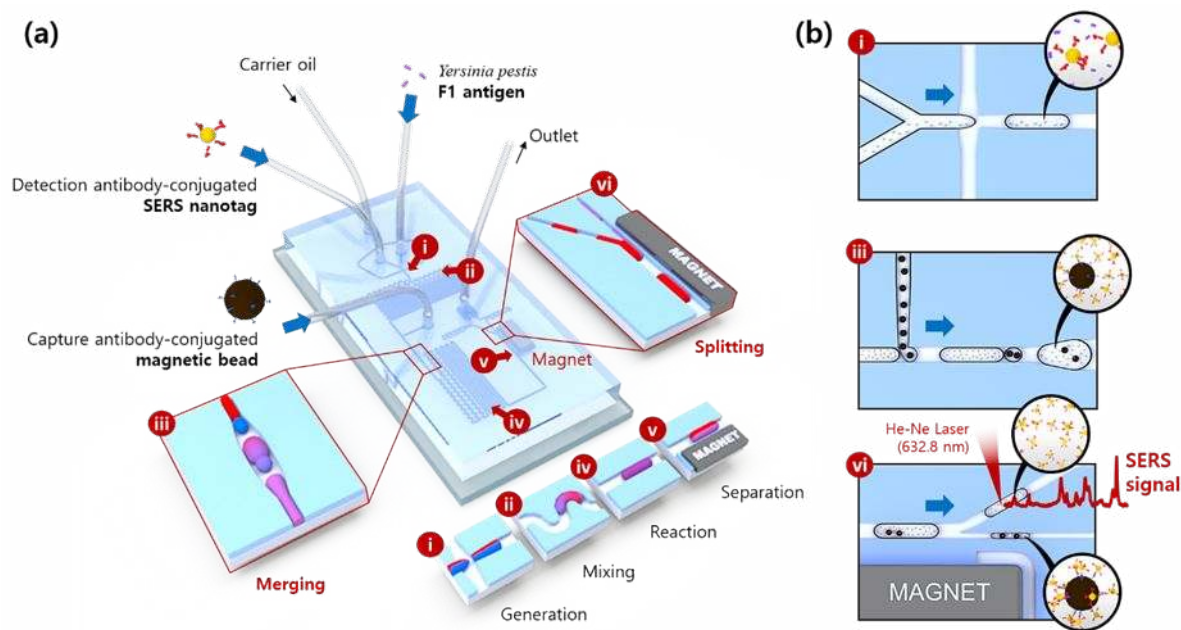 (a)
Carrier oil
Yersinia pestis
F1 antigen
Outlet
Detection antibody-conjugated
SERS nanotag
Capture antibody-conjugated
magnetic bead
i
ii
vi
MAGNET
Splitting
v
Magnet
iv
iii
Merging
i
Generation
ii
Mixing
iv
Reaction
v
MAGNET
Separation
(b)
i
iii
He-Ne Laser
(632.8 nm)
SERS
signal
vi
MAGNET